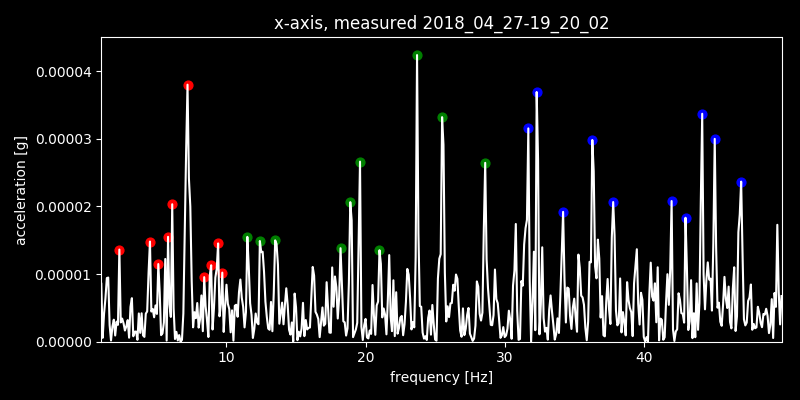 x-axis, measured 2018_04_27-19_20_02
acceleration [g]
0.00004
0.00003
0.00002
0.00001
0.00000
10 20 30 40
frequency [Hz]